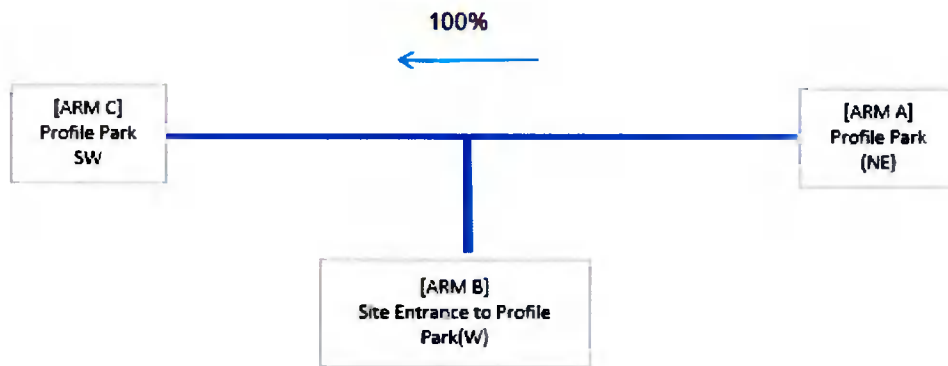 100%
[ARM C]
Profile Park
SW
[ARM A]
Profile Park
(NE)
[ARM B]
Site Entrance to Profile
Park(W)